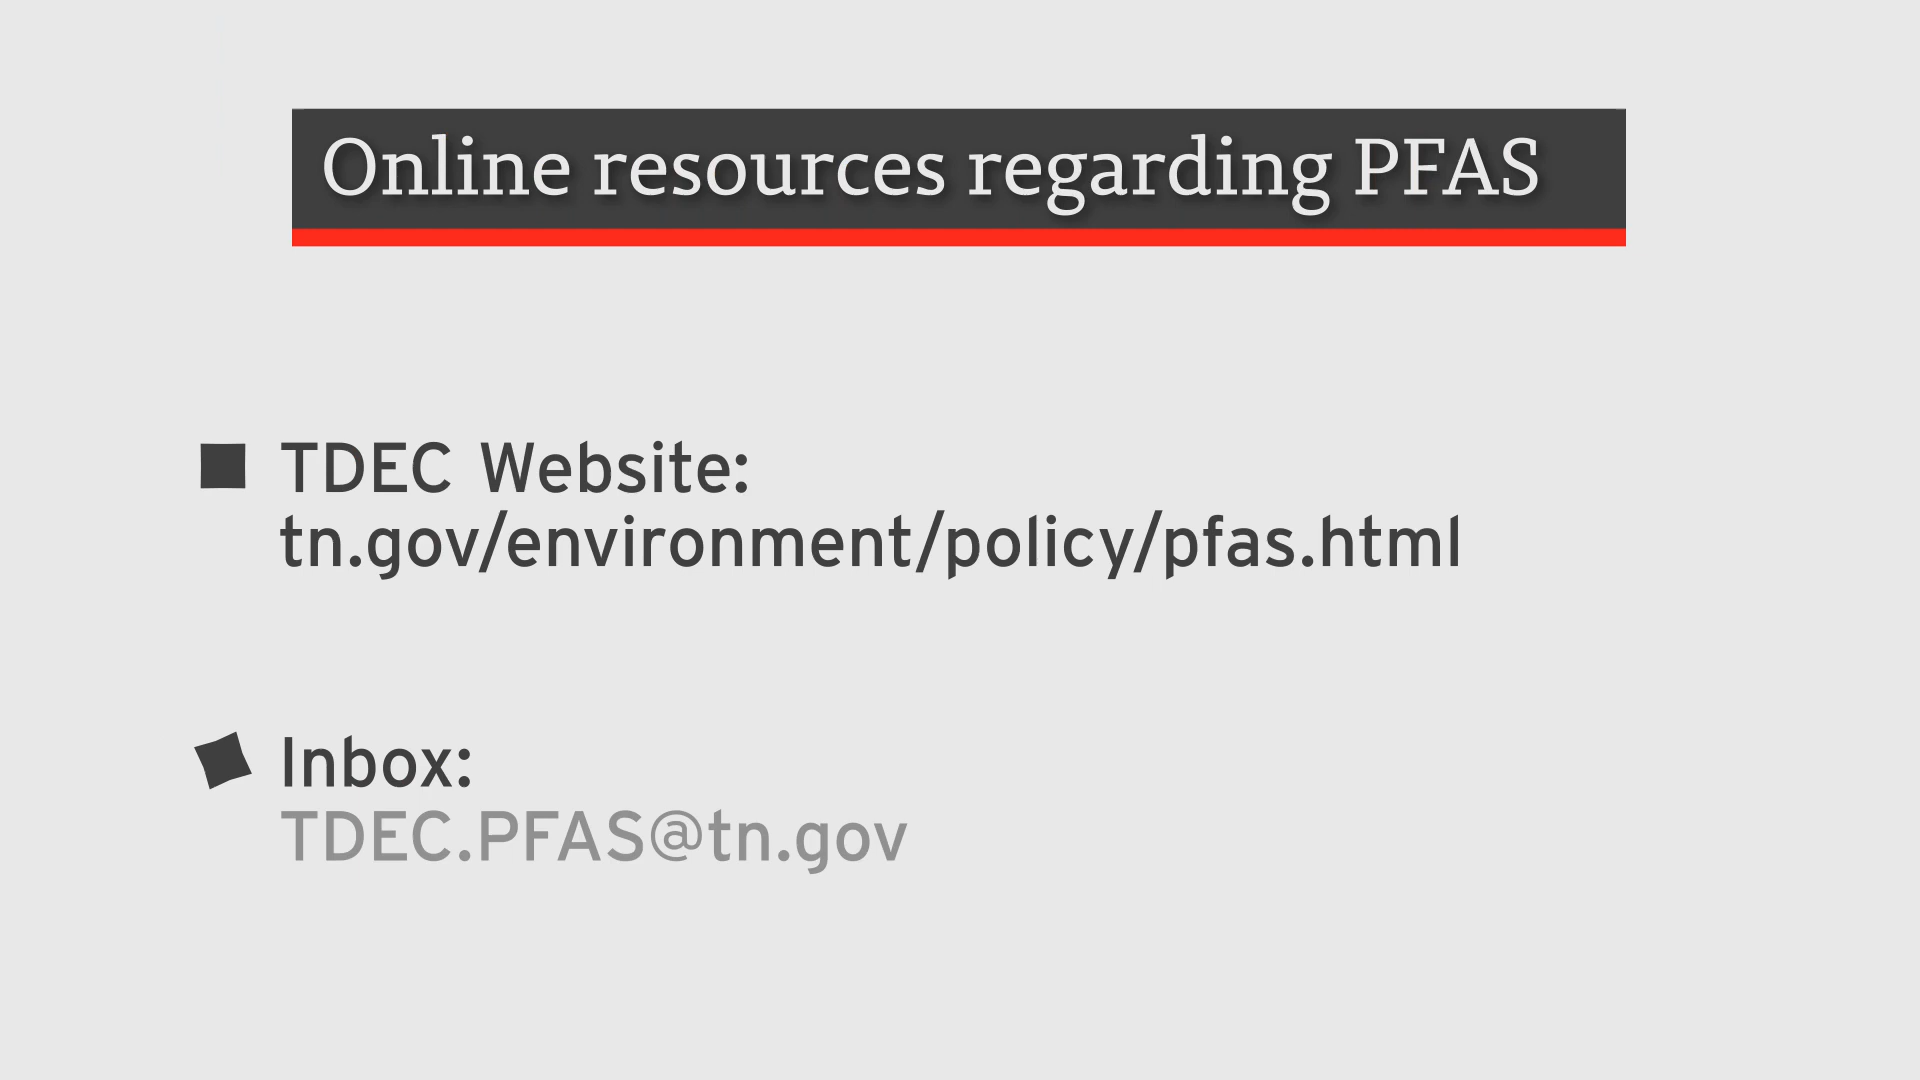 Online resources regarding PFAS
TDEC Website:
tn.gov/environment/policy/pfas.html
Inbox:
TDEC.PFAS@tn.gov